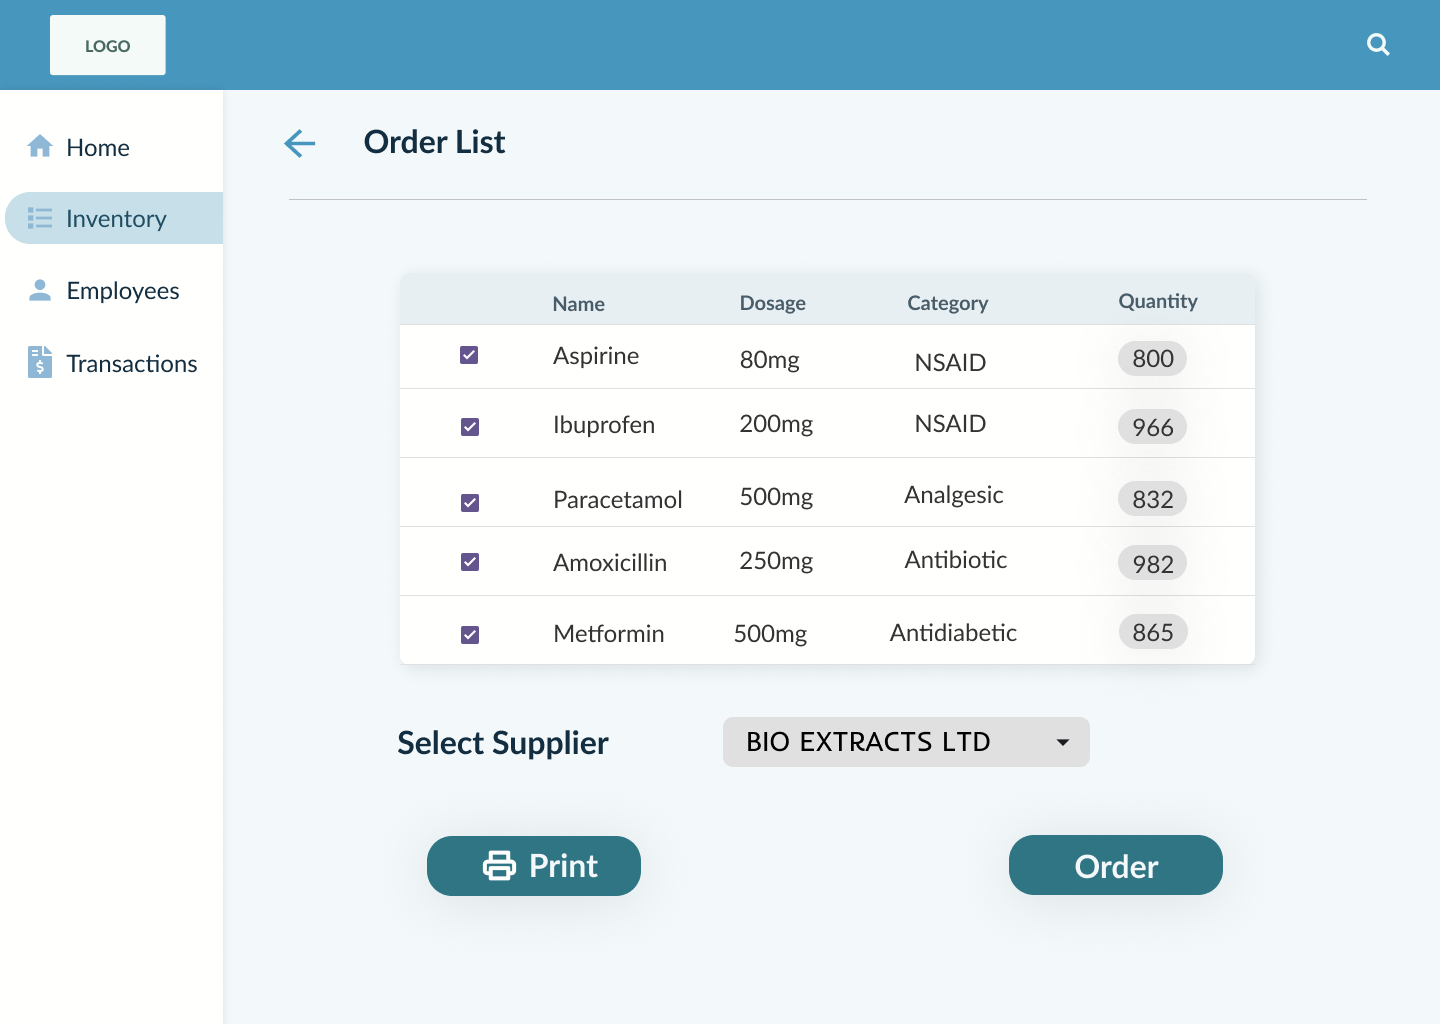 LOGO
Home
Inventory
Employees
Transactions
Order List
Name Dosage Category Quantity
Aspirine 80mg NSAID 800
Ibuprofen 200mg NSAID 966
Paracetamol 500mg Analgesic 832
Amoxicillin 250mg Antibiotic 982
Metformin 500mg Antidiabetic 865
Select Supplier BIO EXTRACTS LTD
Print Order